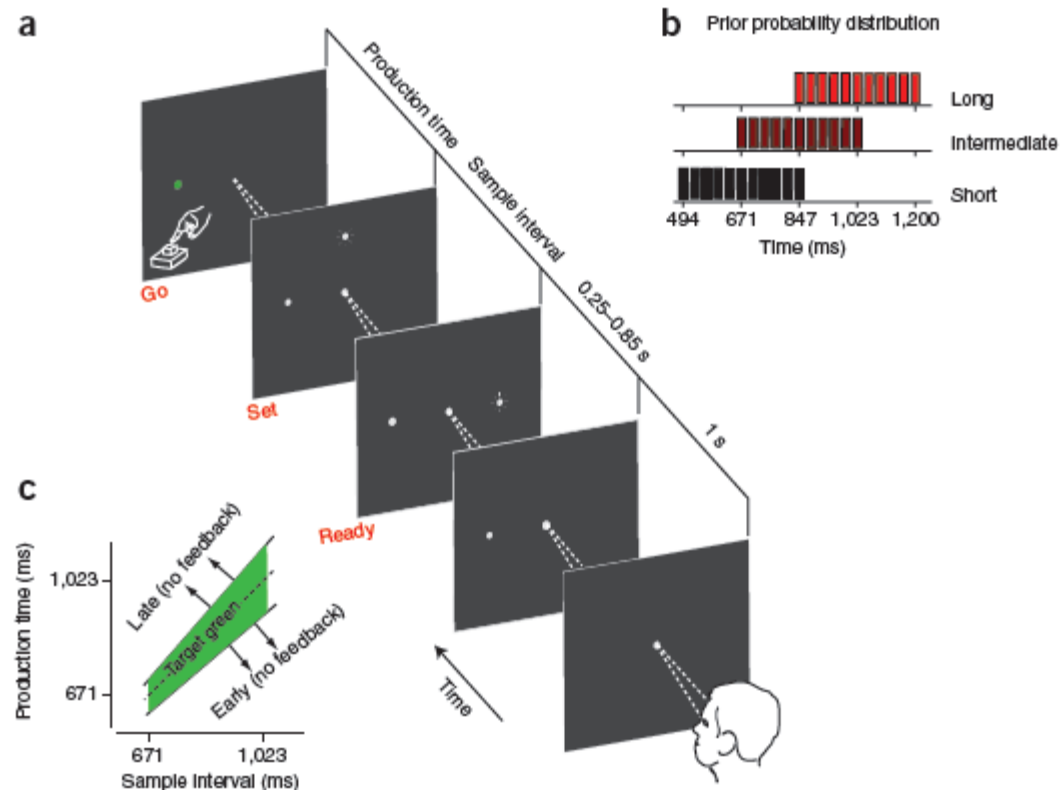 a
Production time
Sample interval
0.25–0.85 s
1 s
Go
Set
Ready
Time
b
Prior probability distribution
Long
Intermediate
Short
494 671 847 1,023 1,200
Time (ms)
c
Production time (ms)
1,023
671
Late (no feedback)
Target green
Early (no feedback)
671 1,023
Sample interval (ms)